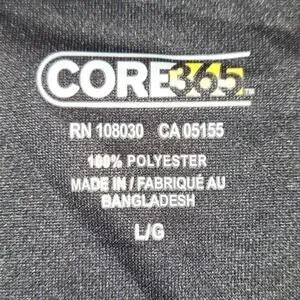 CORE365
RN 108030 CA 05155
100% POLYESTER
MADE IN / FABRIQUÉ AU
BANGLADESH
L/G